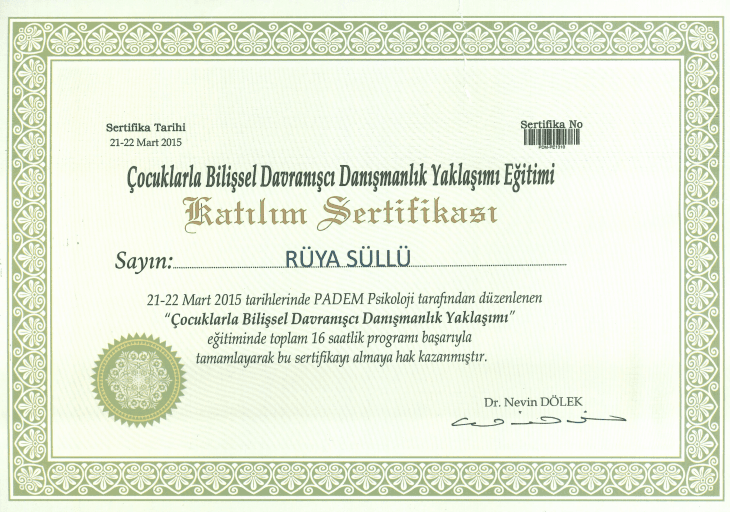 Sertifika Tarihi
21-22 Mart 2015
Sertifika No
Çocuklarla Bilişsel Davranışcı Danışmanlık Yaklaşımı Eğitimi
Katılım Sertifikası
Sayın:
RÜYA SÜLLÜ
21-22 Mart 2015 tarihlerinde PADEM Psikoloji tarafından düzenlenen
“Çocuklarla Bilişsel Davranışcı Danışmanlık Yaklaşımı”
eğitiminde toplam 16 saatlik programı başarıyla
tamamlayarak bu sertifikayı almaya hak kazanmıştır.
Dr. Nevin DÖLEK